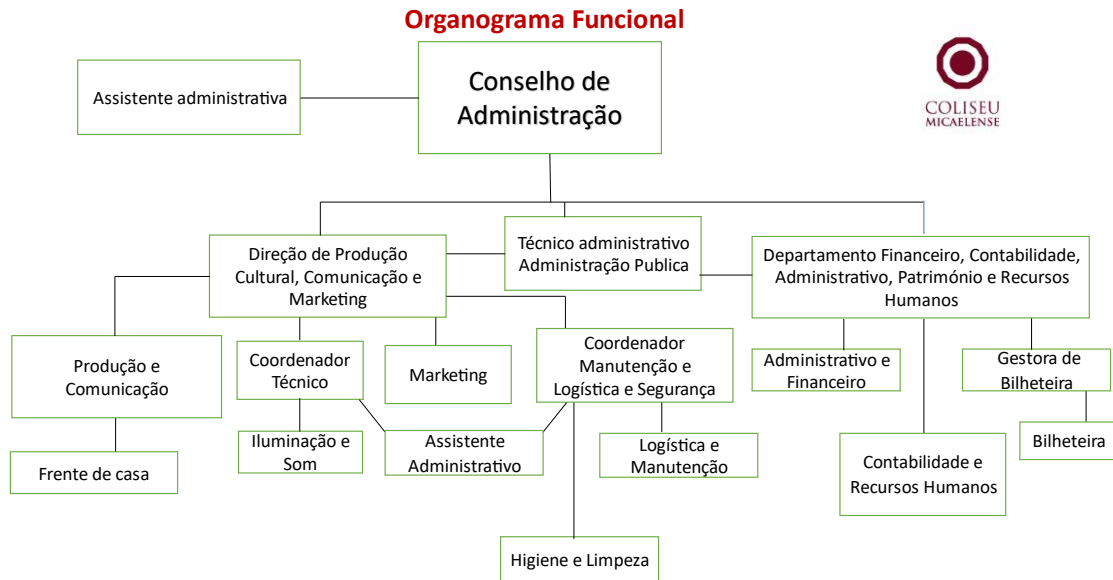 Organograma Funcional
Assistente administrativa
Conselho de
Administração
COLISEU
MICAELENSE
Direção de Produção
Cultural, Comunicação e
Marketing
Técnico administrativo
Administração Publica
Departamento Financeiro, Contabilidade,
Administrativo, Património e Recursos
Humanos
Produção e
Comunicação
Coordenador
Técnico
Marketing
Coordenador
Manutenção e
Logística e Segurança
Administrativo e
Financeiro
Gestora de
Bilheteira
Frente de casa
Iluminação e
Som
Assistente
Administrativo
Logística e
Manutenção
Contabilidade e
Recursos Humanos
Bilheteira
Higiene e Limpeza